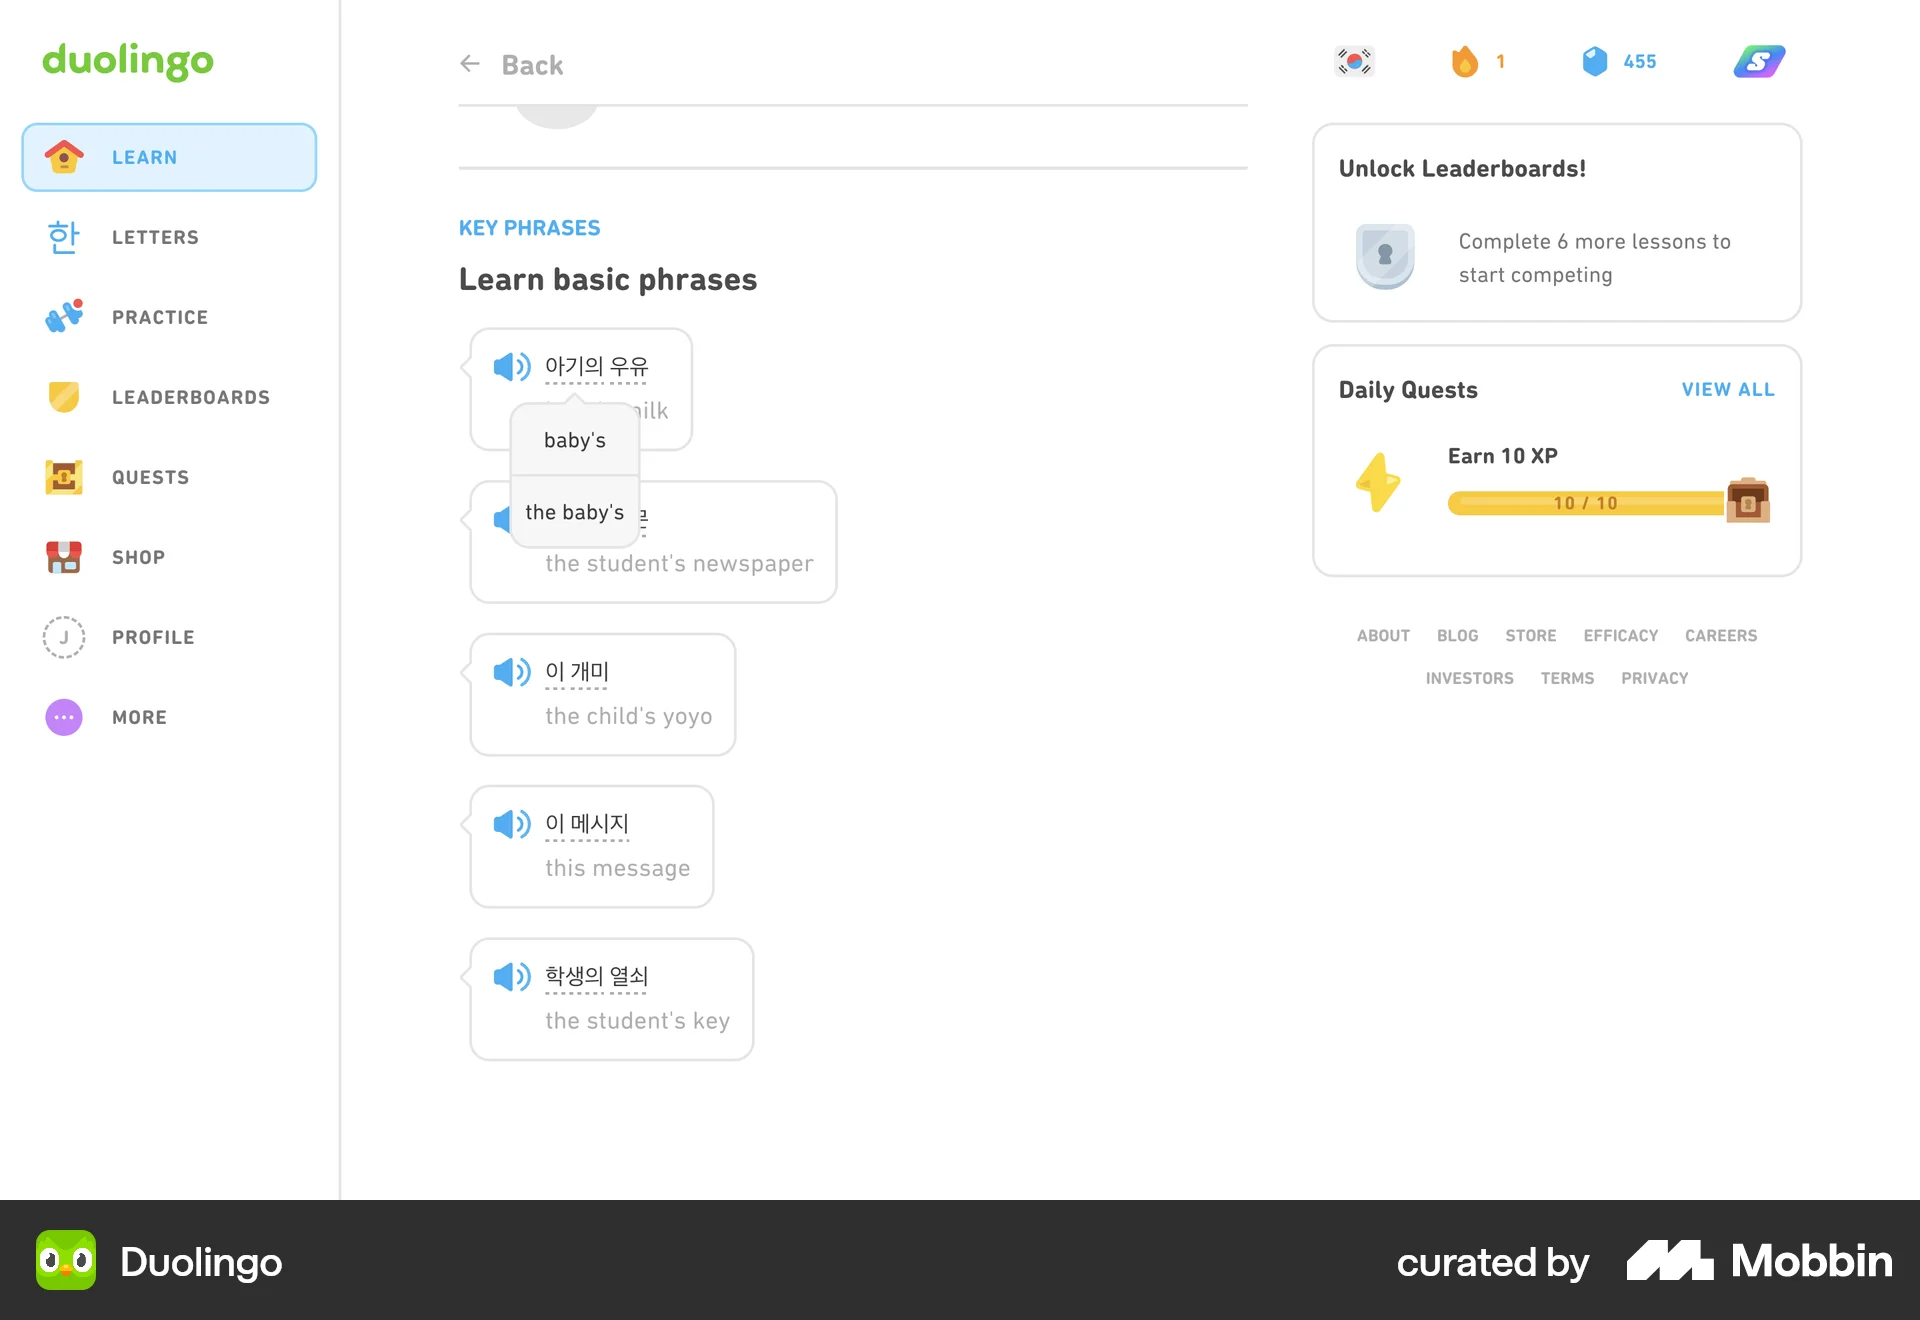 duolingo
LEARN
한
LETTERS
PRACTICE
LEADERBOARDS
QUESTS
SHOP
J
PROFILE
MORE
Back
KEY PHRASES
Learn basic phrases
아기의 우유
baby's
the baby's
the student's newspaper
이 개미
the child's yoyo
이 메시지
this message
학생의 열쇠
the student's key
1
455
S
Unlock Leaderboards!
Complete 6 more lessons to
start competing
Daily Quests
VIEW ALL
Earn 10 XP
10 / 10
ABOUT BLOG STORE EFFICACY CAREERS
INVESTORS TERMS PRIVACY
Duolingo
curated by Mobbin